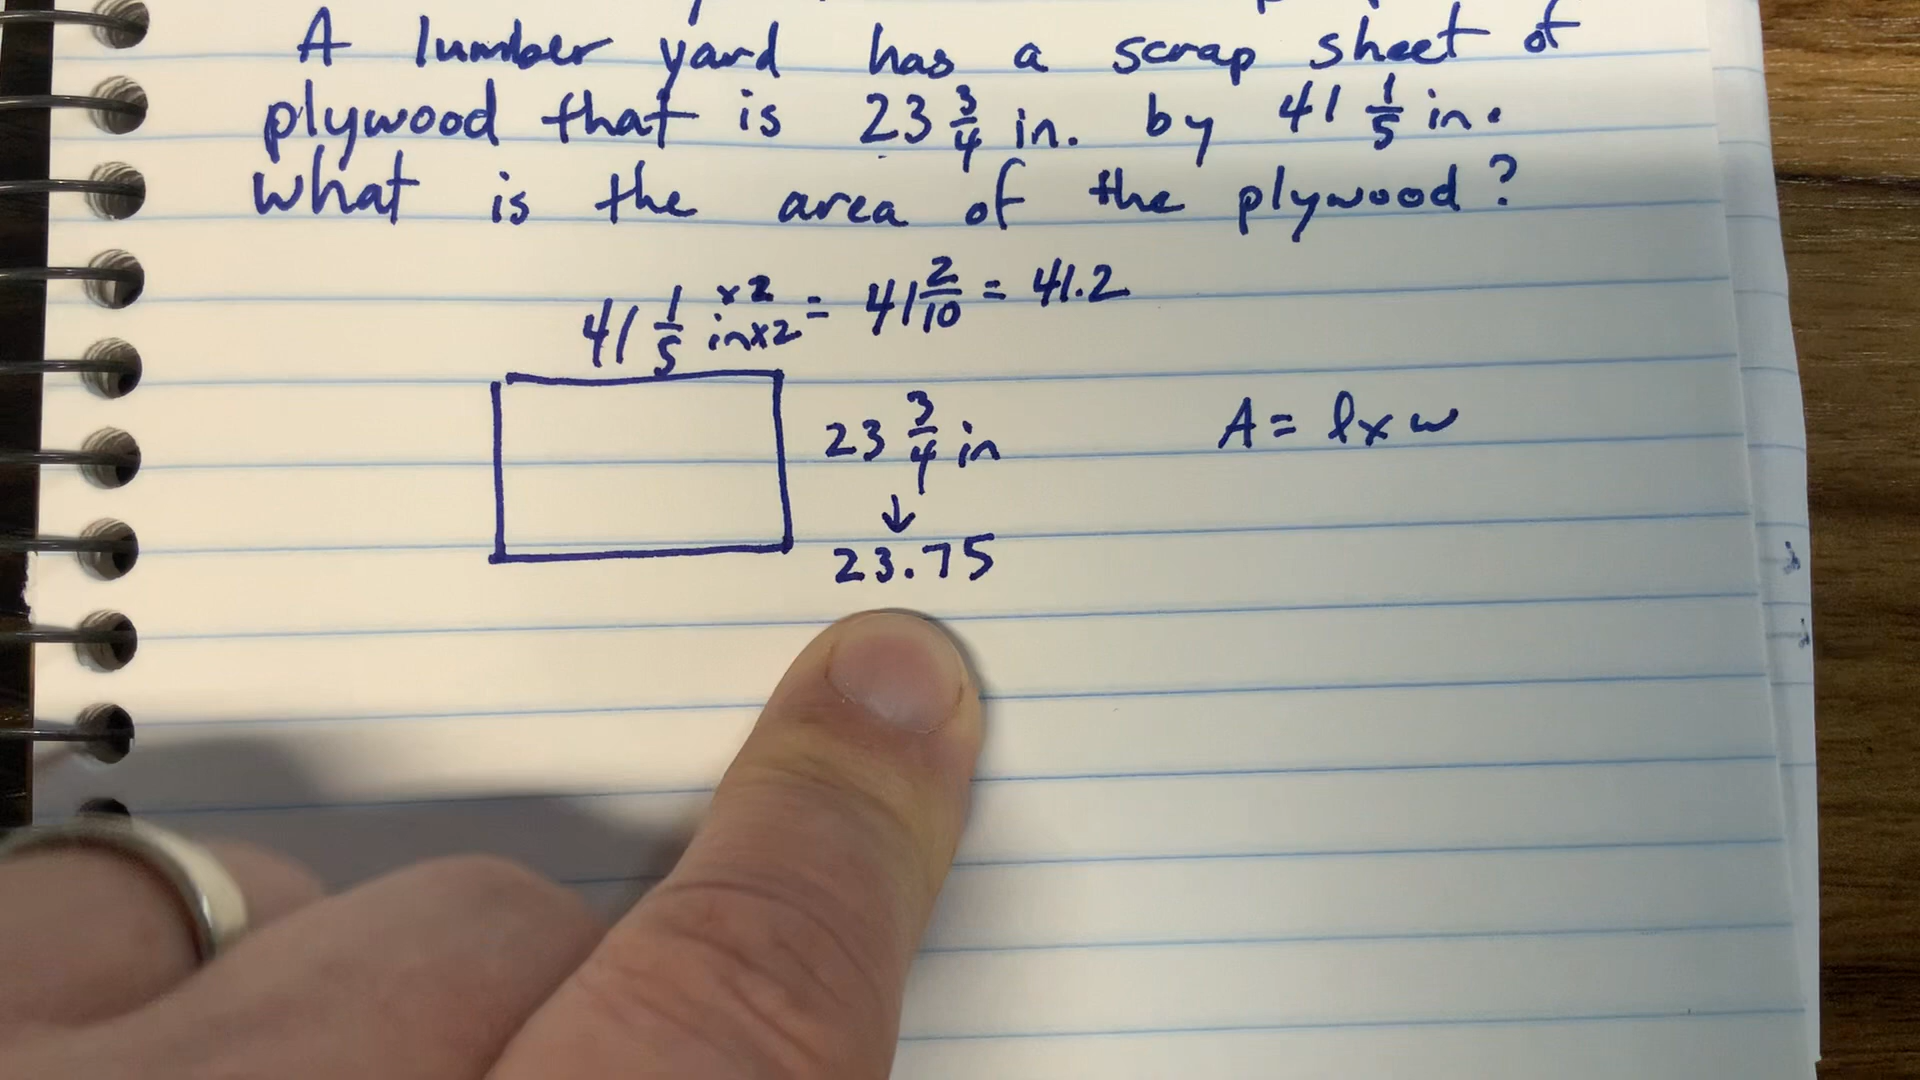 A lumber yard has a scrap sheet of
plywood that is 23 3/4 in. by 41 1/5 in.
What is the area of the plywood?
41 1/5 in ×2/×2 = 41 2/10 = 41.2
23 3/4 in
A = l x w
↓
23.75